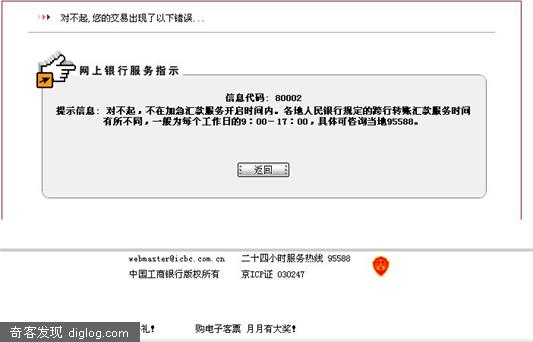 对不起,您的交易出现了以下错误...
网上银行服务指示
信息代码: 80002
提示信息: 对不起，不在加急汇款服务开启时间内。各地人民银行规定的跨行转账汇款服务时间
有所不同，一般为每个工作日的9：00－17：00，具体可咨询当地95588。
返回
webmaster@icbc.com.cn 二十四小时服务热线 95588
中国工商银行版权所有 京ICP证 030247
礼! 购电子客票 月月有大奖!
奇客发现 diglog.com